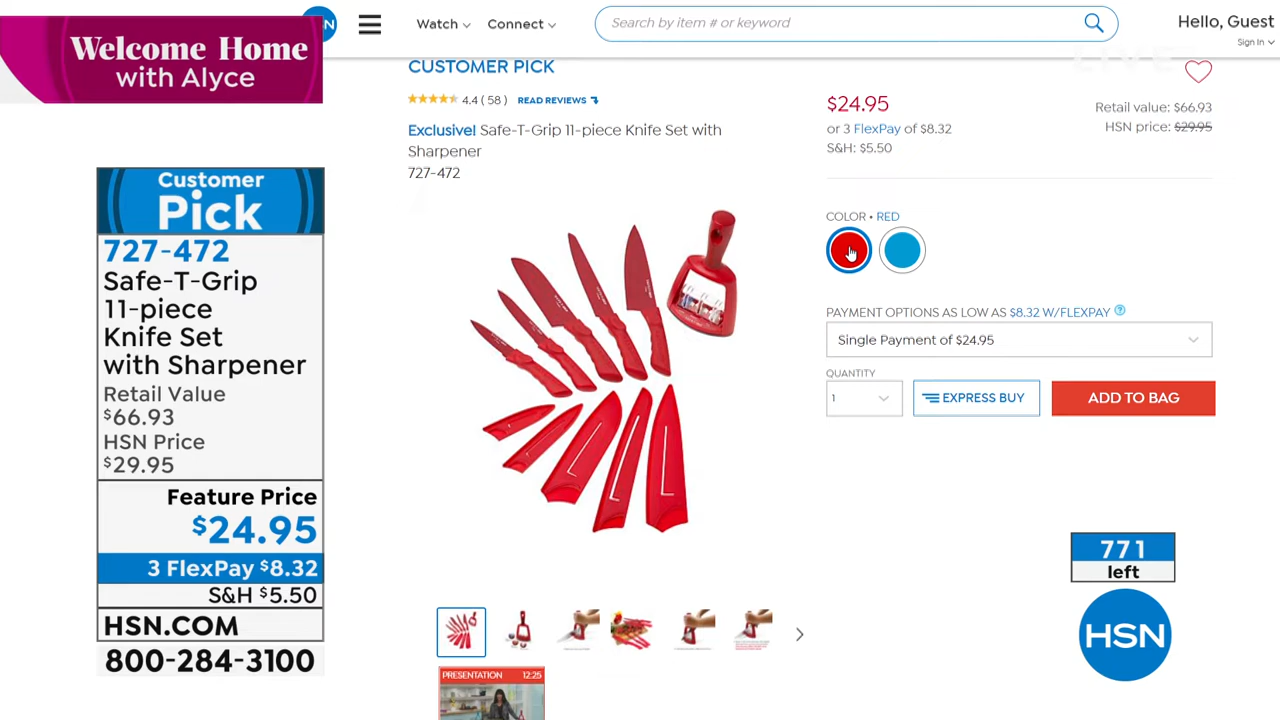 Welcome Home
with Alyce
HSN
Watch
Connect
Search by item # or keyword
Hello, Guest
Sign In
LIVE
CUSTOMER PICK
4.4 ( 58 ) READ REVIEWS
Exclusive! Safe-T-Grip 11-piece Knife Set with
Sharpener
727-472
$24.95
or 3 FlexPay of $8.32
S&H: $5.50
Retail value: $66.93
HSN price: $29.95
COLOR • RED
PAYMENT OPTIONS AS LOW AS $8.32 W/FLEXPAY ?
Single Payment of $24.95
QUANTITY
1
EXPRESS BUY
ADD TO BAG
Customer
Pick
727-472
Safe-T-Grip
11-piece
Knife Set
with Sharpener
Retail Value
$66.93
HSN Price
$29.95
Feature Price
$24.95
3 FlexPay $8.32
S&H $5.50
HSN.COM
800-284-3100
771
left
HSN
PRESENTATION 12:25